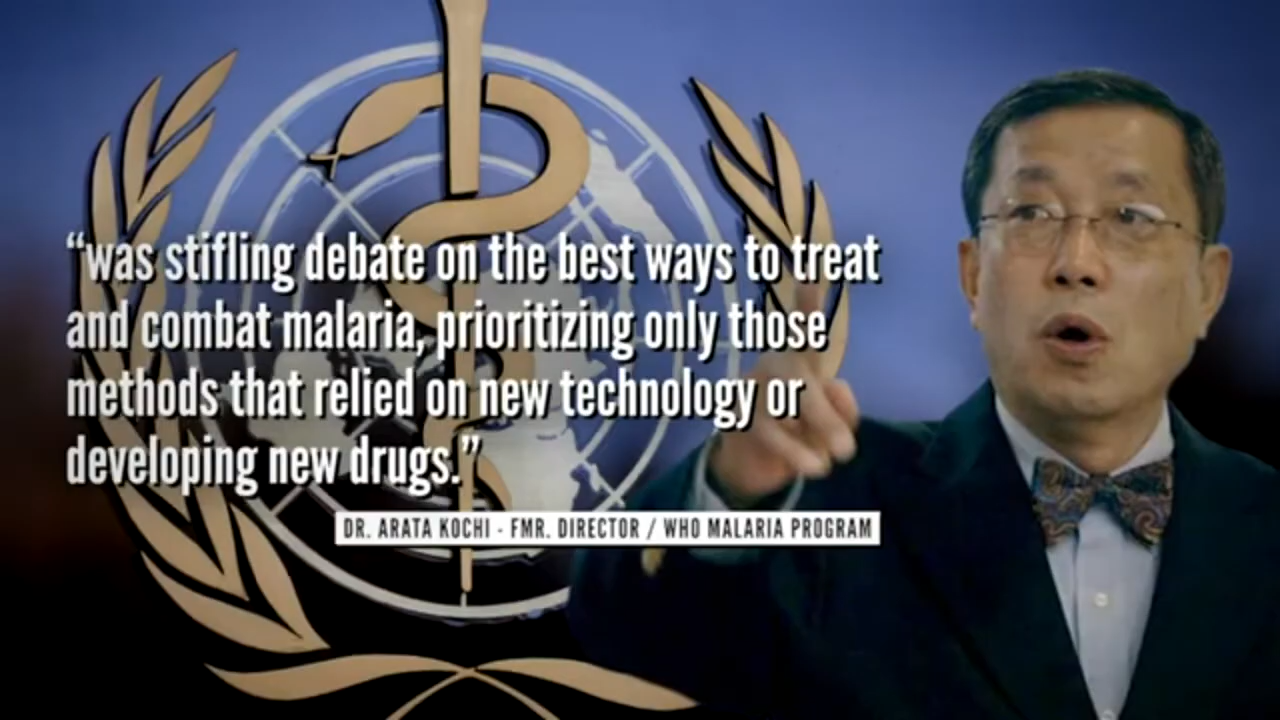 “was stifling debate on the best ways to treat
and combat malaria, prioritizing only those
methods that relied on new technology or
developing new drugs.”
DR. ARATA KOCHI - FMR. DIRECTOR / WHO MALARIA PROGRAM